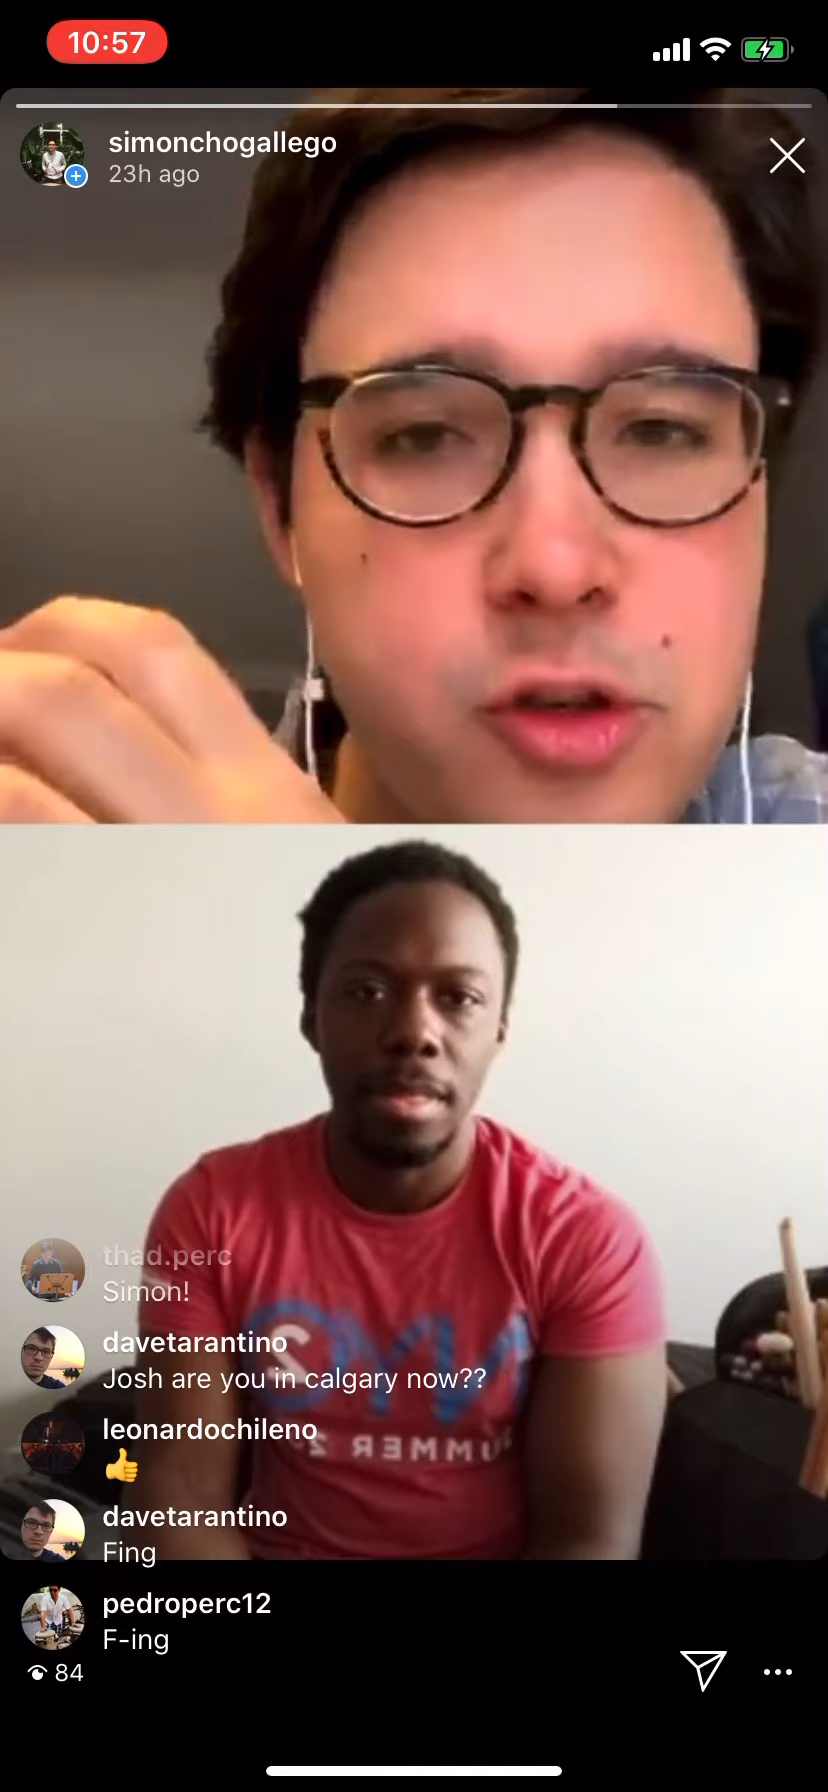 10:57
simonchogallego
23h ago
thad.perc
Simon!
davetarantino
Josh are you in calgary now??
leonardochileno
👍
davetarantino
Fing
pedroperc12
F-ing
84